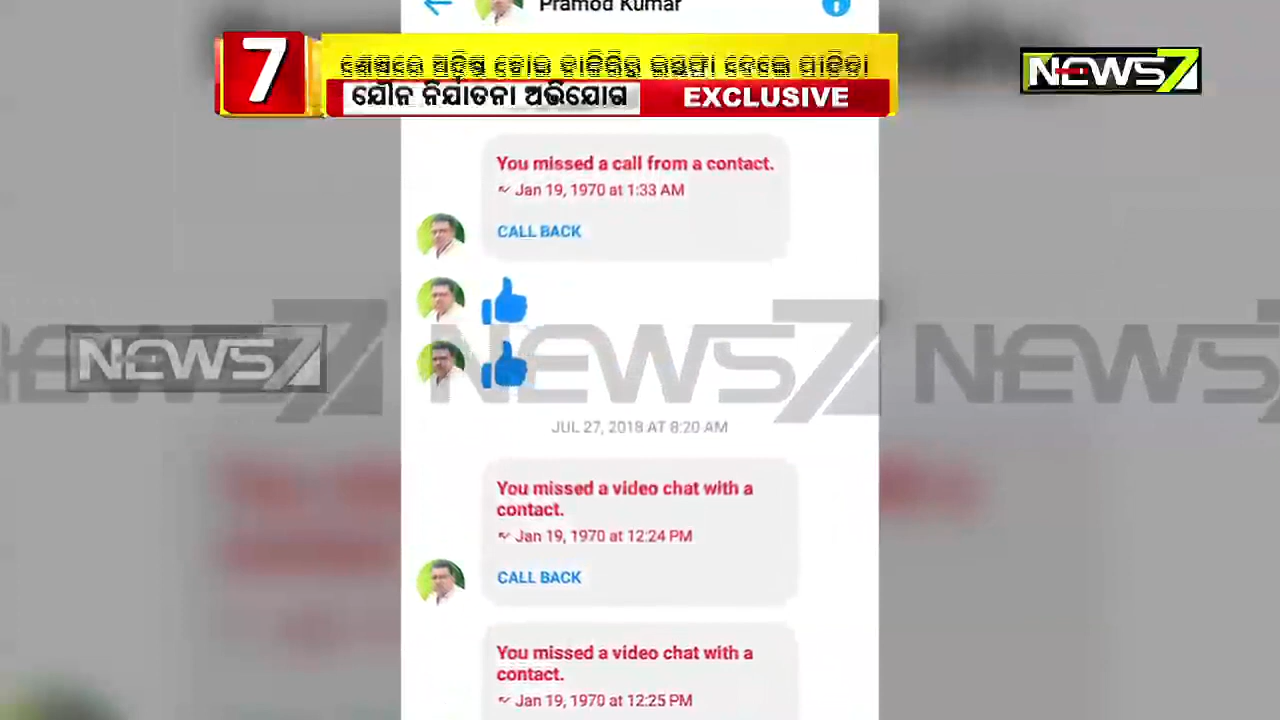 Pramod Kumar
7
ଯୌନ ନିର୍ଯାତନା ଅଭିଯୋଗ
EXCLUSIVE
NEWS7
You missed a call from a contact.
Jan 19, 1970 at 1:33 AM
CALL BACK
NEWS7
NEWS7
NEWS
JUL 27, 2018 AT 8:20 AM
You missed a video chat with a
contact.
Jan 19, 1970 at 12:24 PM
CALL BACK
You missed a video chat with a
contact.
Jan 19, 1970 at 12:25 PM